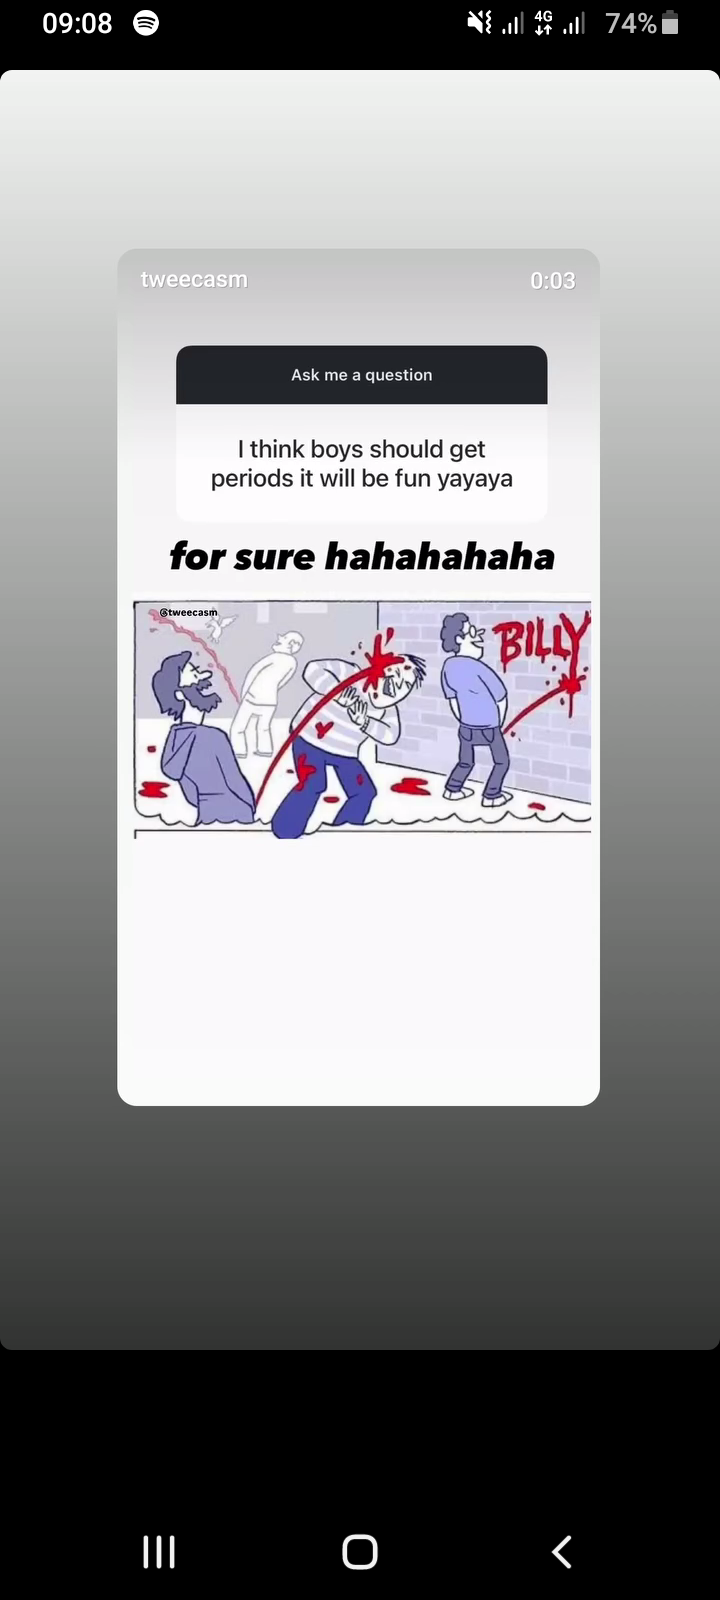 09:08
4G
74%
tweecasm
0:03
Ask me a question
I think boys should get
periods it will be fun yayaya
for sure hahahahaha
@tweecasm
BILLY